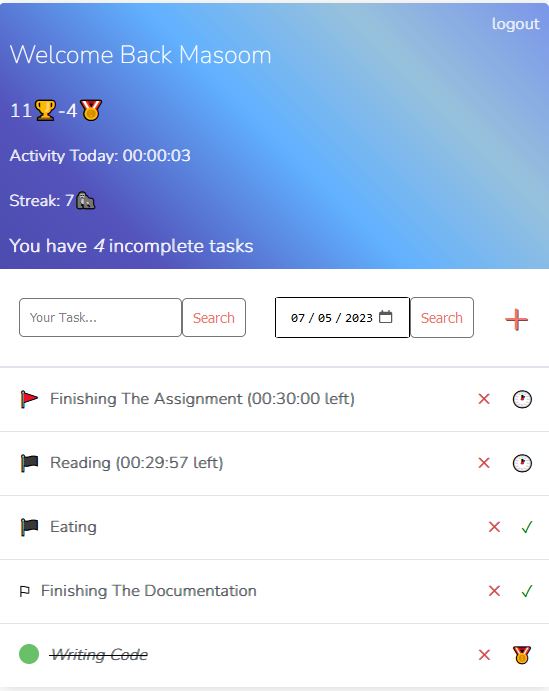 logout
Welcome Back Masoom
11🏆-4🏅
Activity Today: 00:00:03
Streak: 7
You have 4 incomplete tasks
Your Task... Search 07/05/2023 Search +
Finishing The Assignment (00:30:00 left)
Reading (00:29:57 left)
Eating
Finishing The Documentation
Writing Code